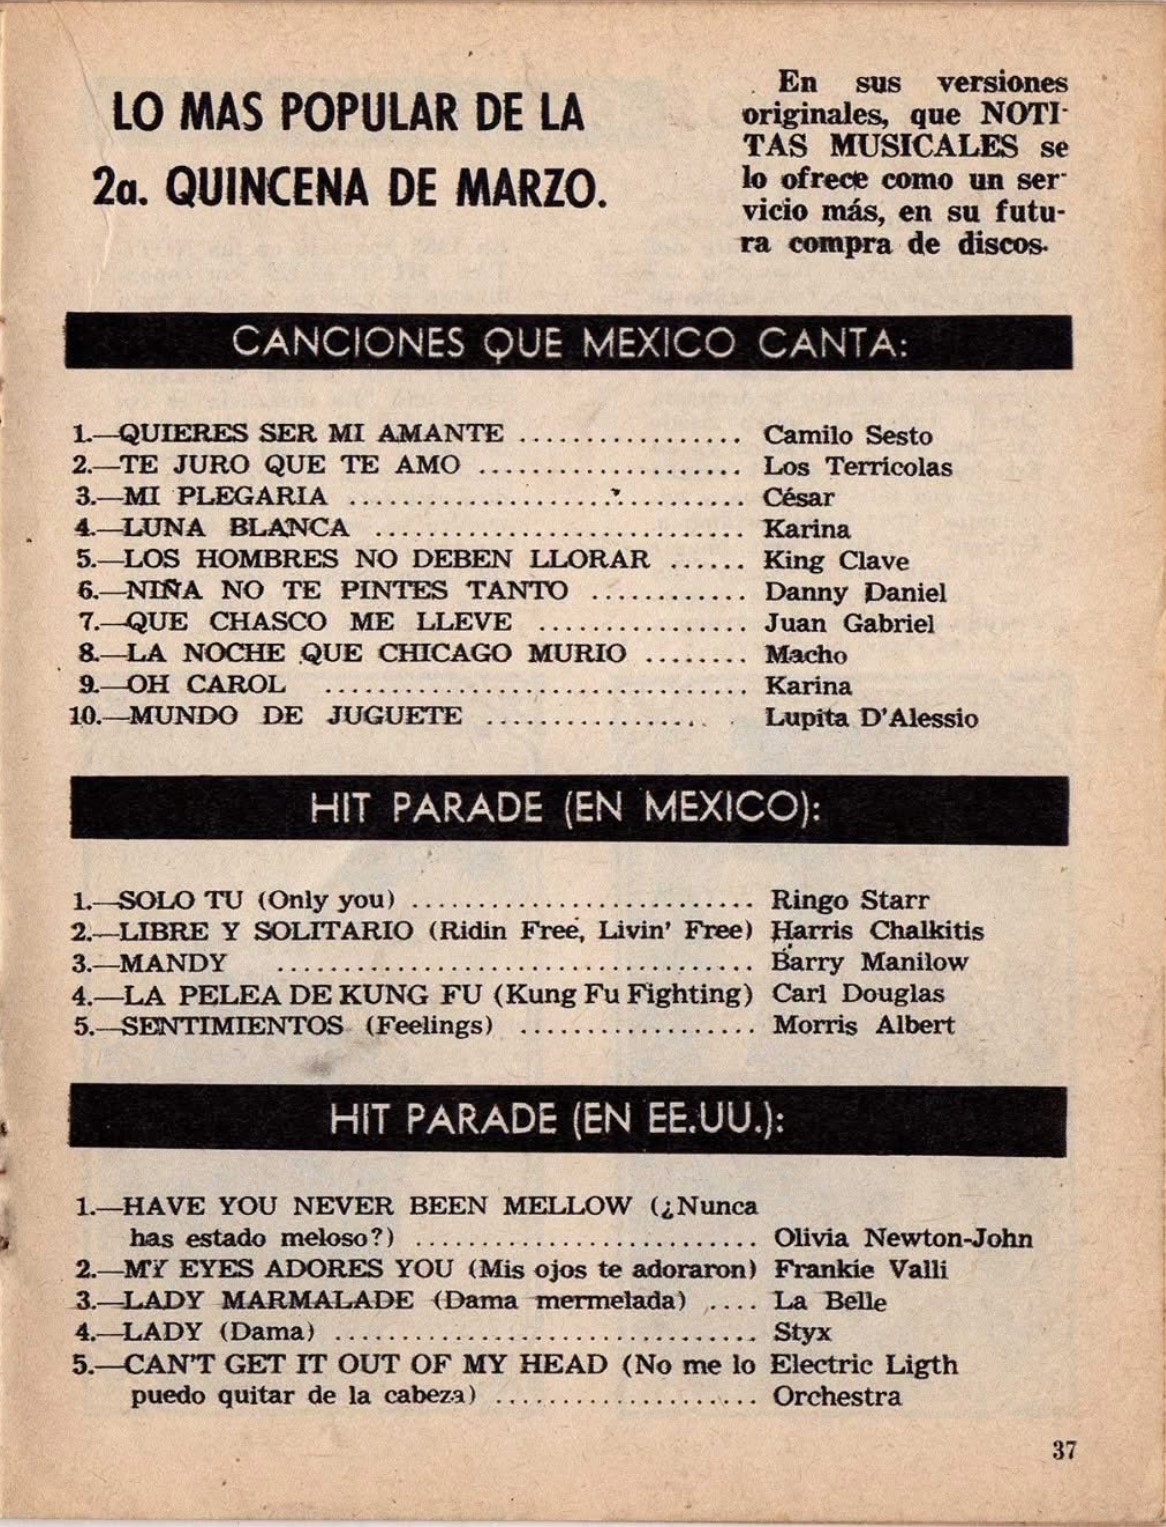 LO MAS POPULAR DE LA
2a. QUINCENA DE MARZO.
En sus versiones
originales, que NOTI-
TAS MUSICALES se
lo ofrece como un ser-
vicio más, en su futu-
ra compra de discos.
CANCIONES QUE MEXICO CANTA:
1.—QUIERES SER MI AMANTE ................. Camilo Sesto
2.—TE JURO QUE TE AMO .................... Los Terricolas
3.—MI PLEGARIA .............................. César
4.—LUNA BLANCA ............................ Karina
5.—LOS HOMBRES NO DEBEN LLORAR ...... King Clave
6.—NIÑA NO TE PINTES TANTO ............ Danny Daniel
7.—QUE CHASCO ME LLEVE ................ Juan Gabriel
8.—LA NOCHE QUE CHICAGO MURIO ........ Macho
9.—OH CAROL ................................ Karina
10.—MUNDO DE JUGUETE ................... Lupita D'Alessio
HIT PARADE (EN MEXICO):
1.—SOLO TU (Only you) .......................... Ringo Starr
2.—LIBRE Y SOLITARIO (Ridin Free, Livin' Free) Harris Chalkitis
3.—MANDY .................................... Barry Manilow
4.—LA PELEA DE KUNG FU (Kung Fu Fighting) Carl Douglas
5.—SENTIMIENTOS (Feelings) .................. Morris Albert
HIT PARADE (EN EE.UU.):
1.—HAVE YOU NEVER BEEN MELLOW (¿Nunca
has estado meloso?) .......................... Olivia Newton-John
2.—MY EYES ADORES YOU (Mis ojos te adoraron) Frankie Valli
3.—LADY MARMALADE (Dama mermelada) .... La Belle
4.—LADY (Dama) ................................ Styx
5.—CAN'T GET IT OUT OF MY HEAD (No me lo Electric Ligth
puedo quitar de la cabeza) .................... Orchestra
37